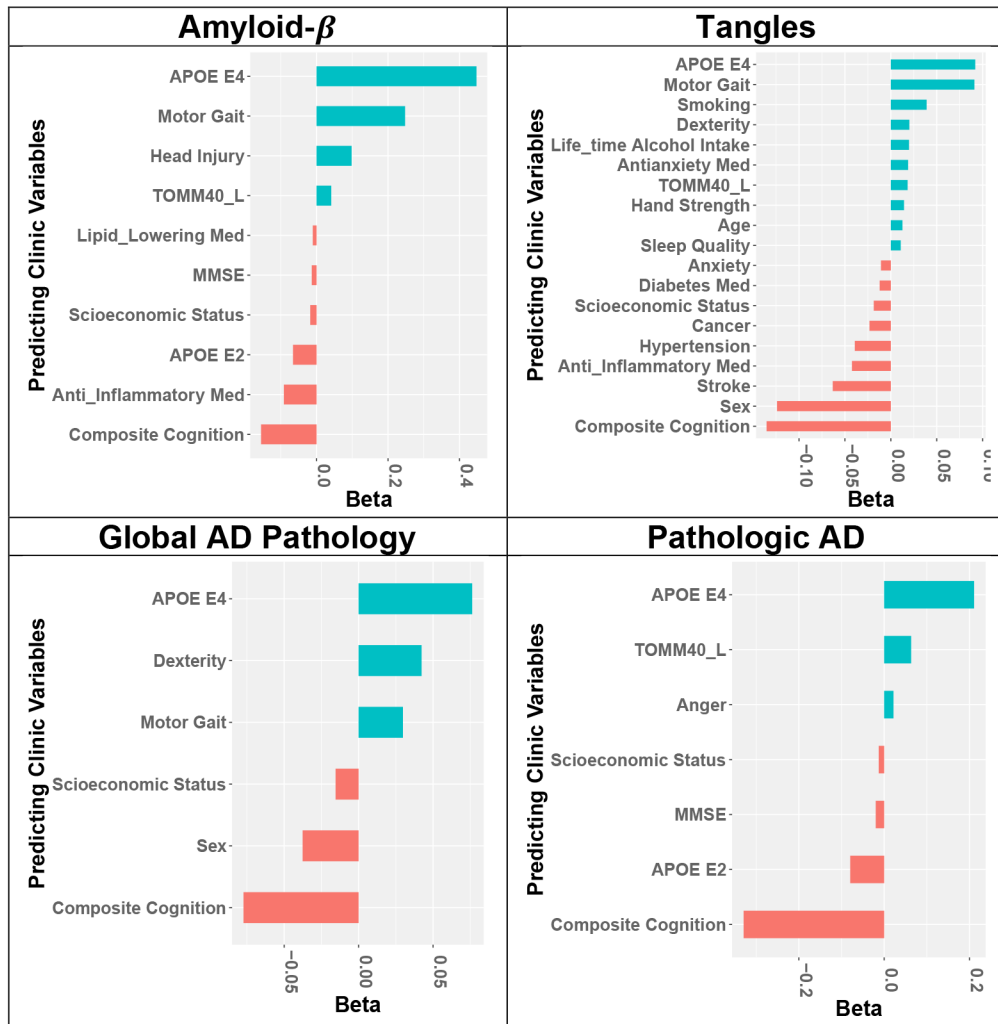 Amyloid-β
Predicting Clinic Variables
APOE E4
Motor Gait
Head Injury
TOMM40_L
Lipid_Lowering Med
MMSE
Scioeconomic Status
APOE E2
Anti_Inflammatory Med
Composite Cognition
0.0
0.2
0.4
Beta
Tangles
Predicting Clinic Variables
APOE E4
Motor Gait
Smoking
Dexterity
Life_time Alcohol Intake
Antianxiety Med
TOMM40_L
Hand Strength
Age
Sleep Quality
Anxiety
Diabetes Med
Scioeconomic Status
Cancer
Hypertension
Anti_Inflammatory Med
Stroke
Sex
Composite Cognition
−0.10
−0.05
0.00
0.05
Beta
Global AD Pathology
Predicting Clinic Variables
APOE E4
Dexterity
Motor Gait
Scioeconomic Status
Sex
Composite Cognition
−0.05
0.00
0.05
Beta
Pathologic AD
Predicting Clinic Variables
APOE E4
TOMM40_L
Anger
Scioeconomic Status
MMSE
APOE E2
Composite Cognition
−0.2
0.0
0.2
Beta